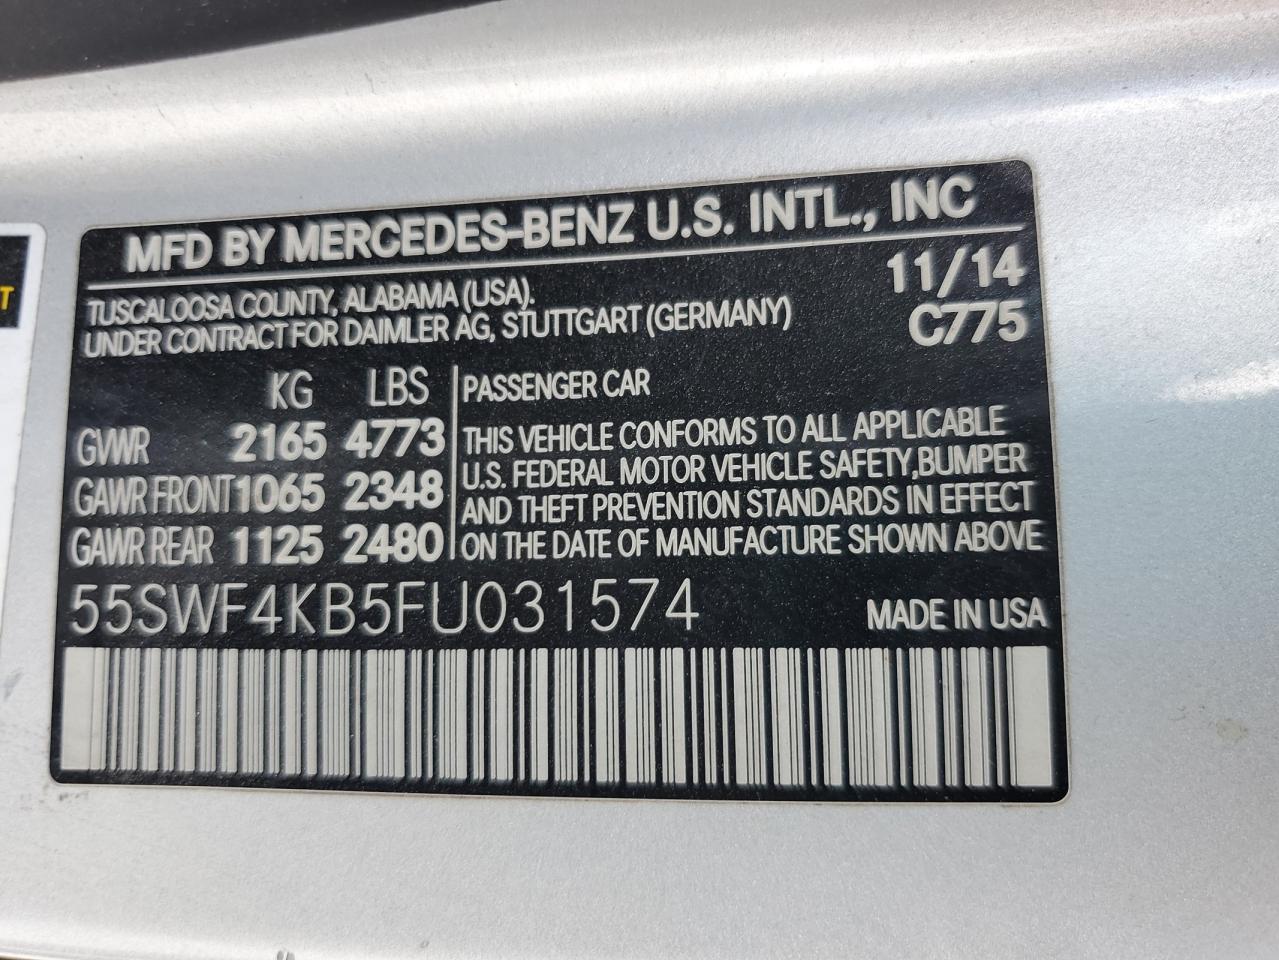 T
MFD BY MERCEDES-BENZ U.S. INTL., INC
TUSCALOOSA COUNTY, ALABAMA (USA). 11/14
UNDER CONTRACT FOR DAIMLER AG, STUTTGART (GERMANY) C775
KG LBS PASSENGER CAR
GVWR 2165 4773 THIS VEHICLE CONFORMS TO ALL APPLICABLE
U.S. FEDERAL MOTOR VEHICLE SAFETY,BUMPER
GAWR FRONT 1065 2348 AND THEFT PREVENTION STANDARDS IN EFFECT
GAWR REAR 1125 2480 ON THE DATE OF MANUFACTURE SHOWN ABOVE
55SWF4KB5FU031574 MADE IN USA